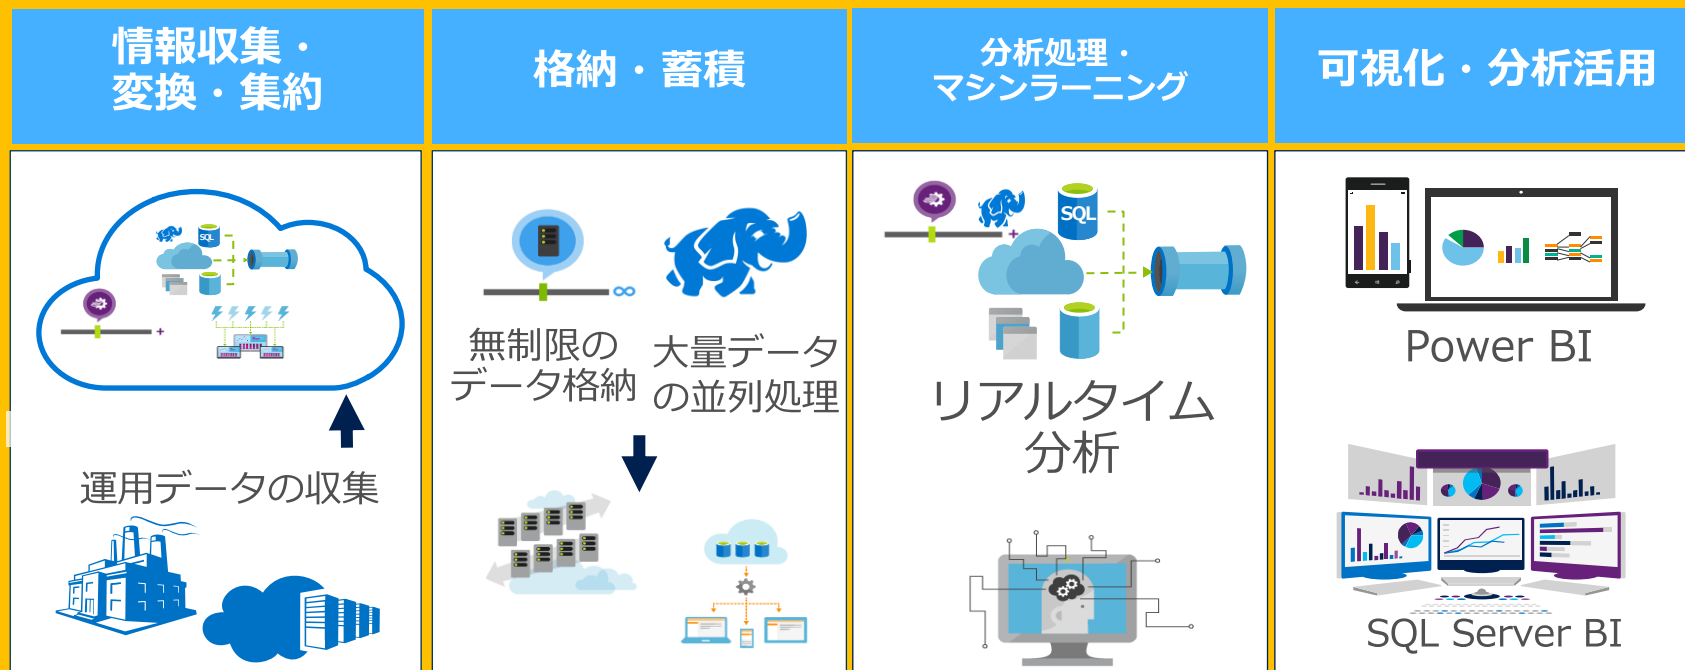 情報収集・
変換・集約
格納・蓄積
分析処理・
マシンラーニング
可視化・分析活用
SQL
運用データの収集
無制限の
データ格納
大量データ
の並列処理
SQL
リアルタイム
分析
Power BI
SQL Server BI